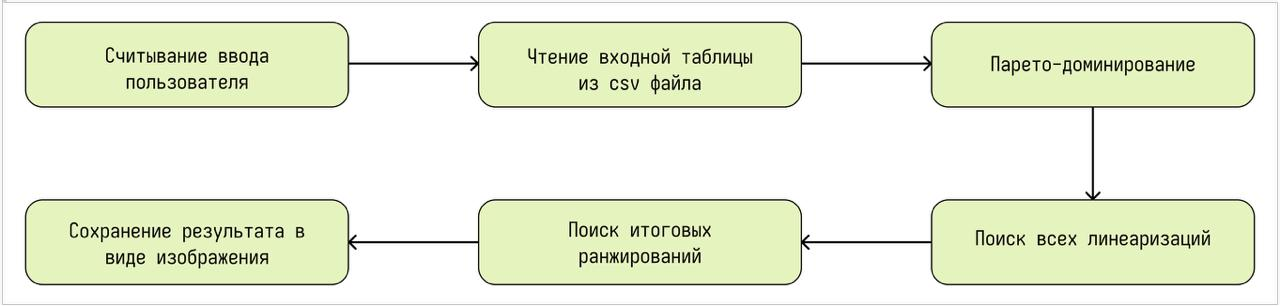 Считывание ввода
пользователя
Чтение входной таблицы
из csv файла
Парето-доминирование
Поиск всех линеаризаций
Поиск итоговых
ранжирований
Сохранение результата в
виде изображения